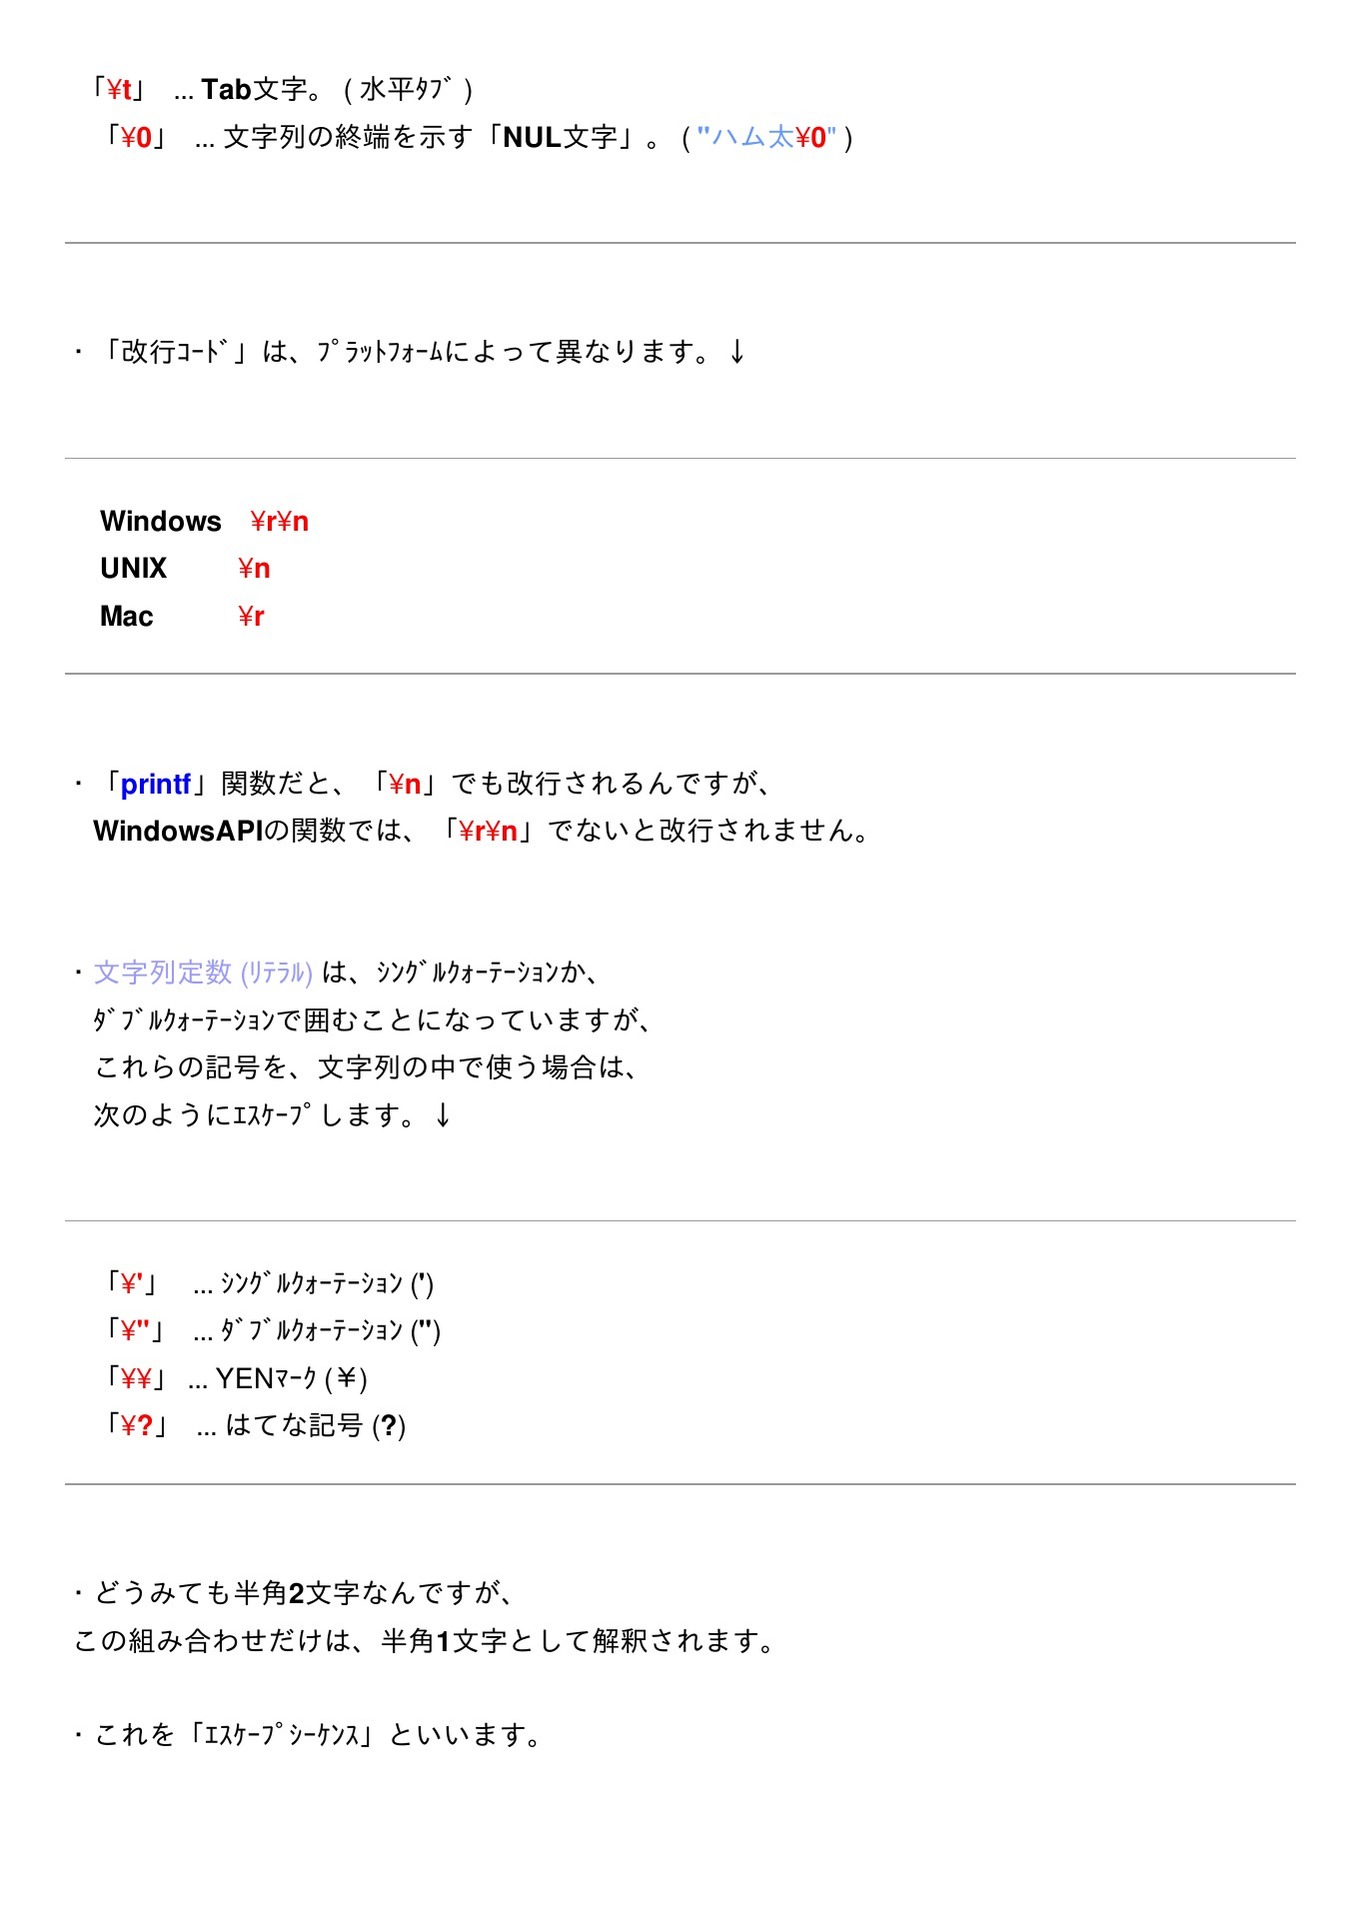 「¥t」 ... Tab文字。 ( 水平ﾀﾌﾞ )
「¥0」 ... 文字列の終端を示す「NUL文字」。 ( "ハム太¥0" )
・「改行ｺｰﾄﾞ」は、ﾌﾟﾗｯﾄﾌｫｰﾑによって異なります。↓
Windows ¥r¥n
UNIX ¥n
Mac ¥r
・「printf」関数だと、「¥n」でも改行されるんですが、
WindowsAPIの関数では、「¥r¥n」でないと改行されません。
・文字列定数 (ﾘﾃﾗﾙ) は、ｼﾝｸﾞﾙｸｫｰﾃｰｼｮﾝか、
ﾀﾞﾌﾞﾙｸｫｰﾃｰｼｮﾝで囲むことになっていますが、
これらの記号を、文字列の中で使う場合は、
次のようにｴｽｹｰﾌﾟします。↓
「¥'」 ... ｼﾝｸﾞﾙｸｫｰﾃｰｼｮﾝ (')
「¥"」 ... ﾀﾞﾌﾞﾙｸｫｰﾃｰｼｮﾝ (")
「¥¥」 ... YENﾏｰｸ (￥)
「¥?」 ... はてな記号 (?)
・どうみても半角2文字なんですが、
この組み合わせだけは、半角1文字として解釈されます。
・これを「ｴｽｹｰﾌﾟｼｰｹﾝｽ」といいます。